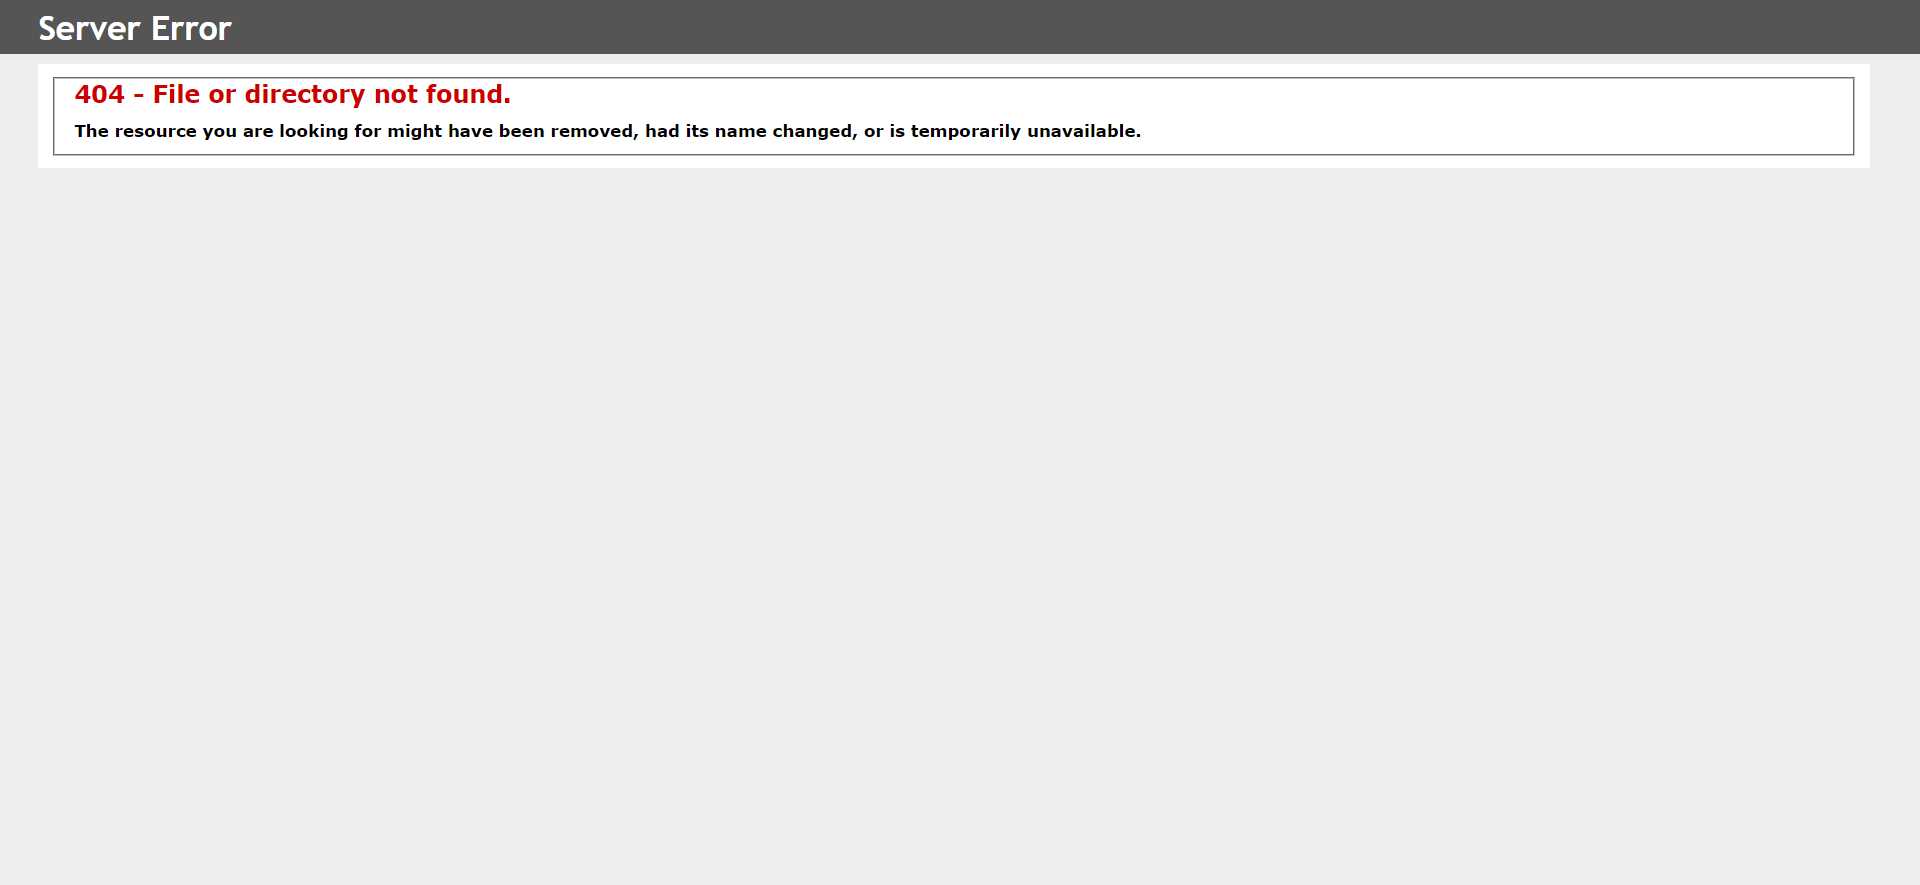 Server Error
404 - File or directory not found.
The resource you are looking for might have been removed, had its name changed, or is temporarily unavailable.